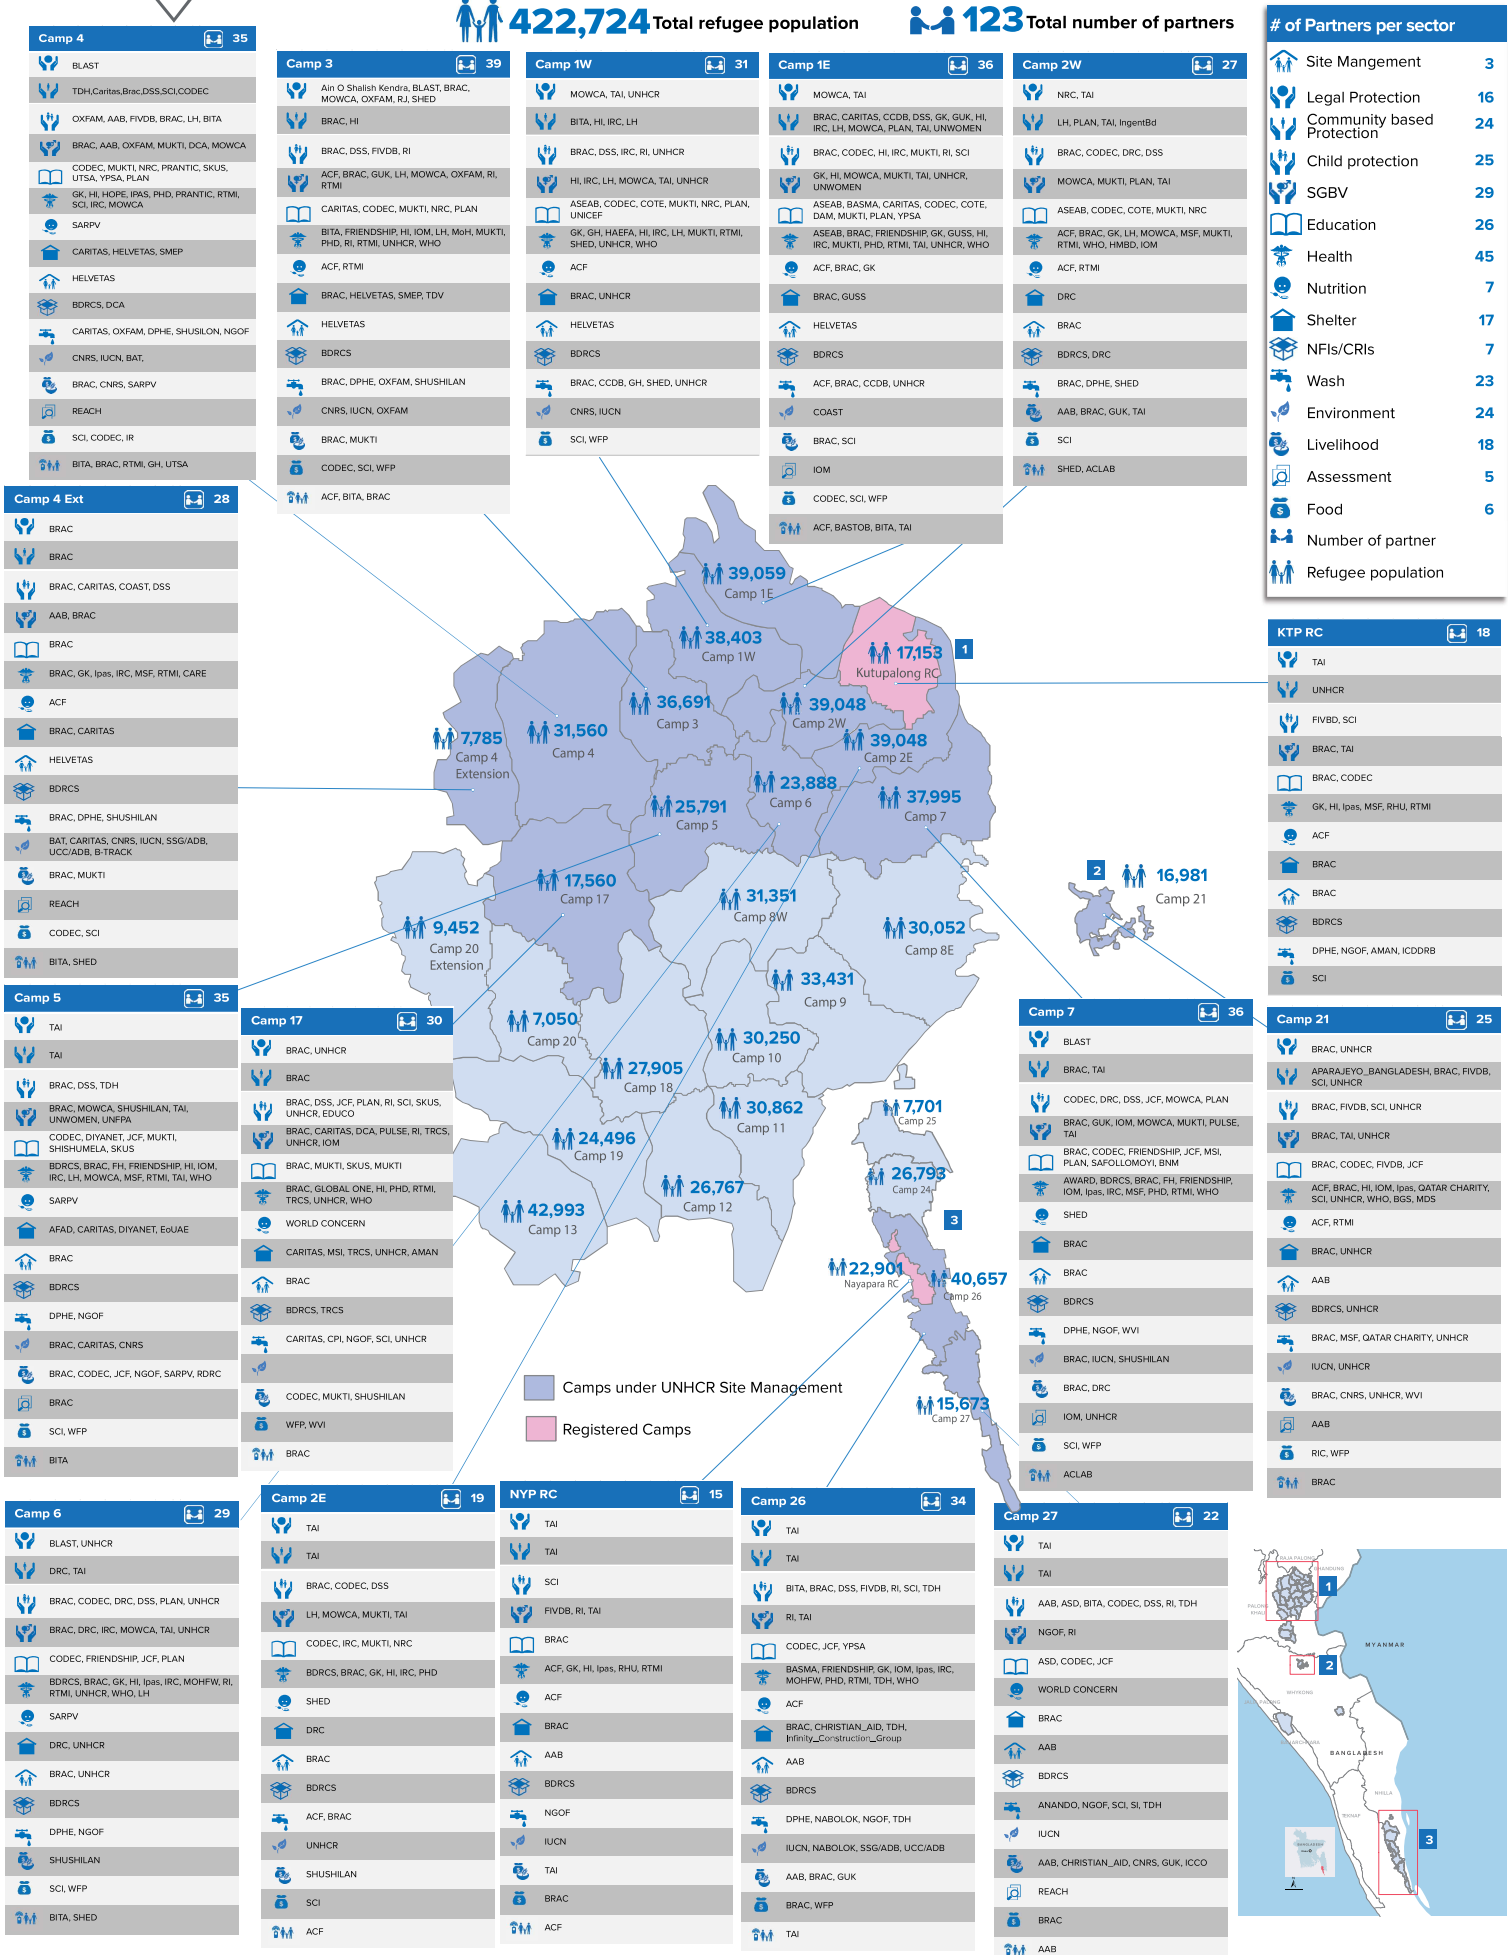 422,724 Total refugee population
123 Total number of partners
# of Partners per sector
Site Mangement 3
Legal Protection 16
Community based
Protection
24
Child protection 25
SGBV 29
Education 26
Health 45
Nutrition 7
Shelter 17
NFIs/CRIs 7
Wash 23
Environment 24
Livelihood 18
Assessment 5
Food 6
Number of partner
Refugee population
Camp 4 35
BLAST
TDH,Caritas,Brac,DSS,SCI,CODEC
OXFAM, AAB, FIVDB, BRAC, LH, BITA
BRAC, AAB, OXFAM, MUKTI, DCA, MOWCA
CODEC, MUKTI, NRC, PRANTIC, SKUS,
UTSA, YPSA, PLAN
GK, HI, HOPE, IPAS, PHD, PRANTIC, RTMI,
SCI, IRC, MOWCA
SARPV
CARITAS, HELVETAS, SMEP
HELVETAS
BDRCS, DCA
CARITAS, OXFAM, DPHE, SHUSILON, NGOF
CNRS, IUCN, BAT,
BRAC, CNRS, SARPV
REACH
SCI, CODEC, IR
BITA, BRAC, RTMI, GH, UTSA
Camp 3 39
Ain O Shalish Kendra, BLAST, BRAC,
MOWCA, OXFAM, RJ, SHED
BRAC, HI
BRAC, DSS, FIVDB, RI
ACF, BRAC, GUK, LH, MOWCA, OXFAM, RI,
RTMI
CARITAS, CODEC, MUKTI, NRC, PLAN
BITA, FRIENDSHIP, HI, IOM, LH, MoH, MUKTI,
PHD, RI, RTMI, UNHCR, WHO
ACF, RTMI
BRAC, HELVETAS, SMEP, TDV
HELVETAS
BDRCS
BRAC, DPHE, OXFAM, SHUSHILAN
CNRS, IUCN, OXFAM
BRAC, MUKTI
CODEC, SCI, WFP
ACF, BITA, BRAC
Camp 1W 31
MOWCA, TAI, UNHCR
BITA, HI, IRC, LH
BRAC, DSS, IRC, RI, UNHCR
HI, IRC, LH, MOWCA, TAI, UNHCR
ASEAB, CODEC, COTE, MUKTI, NRC, PLAN,
UNICEF
GK, GH, HAEFA, HI, IRC, LH, MUKTI, RTMI,
SHED, UNHCR, WHO
ACF
BRAC, UNHCR
HELVETAS
BDRCS
BRAC, CCDB, GH, SHED, UNHCR
CNRS, IUCN
SCI, WFP
Camp 1E 36
MOWCA, TAI
BRAC, CARITAS, CCDB, DSS, GK, GUK, HI,
IRC, LH, MOWCA, PLAN, TAI, UNWOMEN
BRAC, CODEC, HI, IRC, MUKTI, RI, SCI
GK, HI, MOWCA, MUKTI, TAI, UNHCR,
UNWOMEN
ASEAB, BASMA, CARITAS, CODEC, COTE,
DAM, MUKTI, PLAN, YPSA
ASEAB, BRAC, FRIENDSHIP, GK, GUSS, HI,
IRC, MUKTI, PHD, RTMI, TAI, UNHCR, WHO
ACF, BRAC, GK
BRAC, GUSS
HELVETAS
BDRCS
ACF, BRAC, CCDB, UNHCR
COAST
BRAC, SCI
IOM
CODEC, SCI, WFP
ACF, BASTOB, BITA, TAI
Camp 2W 27
NRC, TAI
LH, PLAN, TAI, IngentBd
BRAC, CODEC, DRC, DSS
MOWCA, MUKTI, PLAN, TAI
ASEAB, CODEC, COTE, MUKTI, NRC
ACF, BRAC, GK, LH, MOWCA, MSF, MUKTI,
RTMI, WHO, HMBD, IOM
ACF, RTMI
DRC
BRAC
BDRCS, DRC
BRAC, DPHE, SHED
AAB, BRAC, GUK, TAI
SCI
SHED, ACLAB
Camp 4 Ext 28
BRAC
BRAC
BRAC, CARITAS, COAST, DSS
AAB, BRAC
BRAC
BRAC, GK, Ipas, IRC, MSF, RTMI, CARE
ACF
BRAC, CARITAS
HELVETAS
BDRCS
BRAC, DPHE, SHUSHILAN
BAT, CARITAS, CNRS, IUCN, SSG/ADB,
UCC/ADB, B-TRACK
BRAC, MUKTI
REACH
CODEC, SCI
BITA, SHED
39,059
Camp 1E
38,403
Camp 1W
17,153
Kutupalong RC
1
36,691
Camp 3
39,048
Camp 2W
31,560
Camp 4
7,785
Camp 4
Extension
39,048
Camp 2E
23,888
Camp 6
37,995
Camp 7
25,791
Camp 5
17,560
Camp 17
31,351
Camp 8W
9,452
Camp 20
Extension
30,052
Camp 8E
2
16,981
Camp 21
33,431
Camp 9
7,050
Camp 20
30,250
Camp 10
27,905
Camp 18
30,862
Camp 11
24,496
Camp 19
26,767
Camp 12
42,993
Camp 13
7,701
Camp 25
26,793
Camp 24
3
22,901
Nayapara RC
40,657
Camp 26
15,673
Camp 27
Camps under UNHCR Site Management
Registered Camps
KTP RC 18
TAI
UNHCR
FIVBD, SCI
BRAC, TAI
BRAC, CODEC
GK, HI, Ipas, MSF, RHU, RTMI
ACF
BRAC
BRAC
BDRCS
DPHE, NGOF, AMAN, ICDDRB
SCI
Camp 5 35
TAI
TAI
BRAC, DSS, TDH
BRAC, MOWCA, SHUSHILAN, TAI,
UNWOMEN, UNFPA
CODEC, DIYANET, JCF, MUKTI,
SHISHUMELA, SKUS
BDRCS, BRAC, FH, FRIENDSHIP, HI, IOM,
IRC, LH, MOWCA, MSF, RTMI, TAI, WHO
SARPV
AFAD, CARITAS, DIYANET, EoUAE
BRAC
BDRCS
DPHE, NGOF
BRAC, CARITAS, CNRS
BRAC, CODEC, JCF, NGOF, SARPV, RDRC
BRAC
SCI, WFP
BITA
Camp 17 30
BRAC, UNHCR
BRAC
BRAC, DSS, JCF, PLAN, RI, SCI, SKUS,
UNHCR, EDUCO
BRAC, CARITAS, DCA, PULSE, RI, TRCS,
UNHCR, IOM
BRAC, MUKTI, SKUS, MUKTI
BRAC, GLOBAL ONE, HI, PHD, RTMI,
TRCS, UNHCR, WHO
WORLD CONCERN
CARITAS, MSI, TRCS, UNHCR, AMAN
BRAC
BDRCS, TRCS
CARITAS, CPI, NGOF, SCI, UNHCR
CODEC, MUKTI, SHUSHILAN
WFP, WVI
BRAC
Camp 7 36
BLAST
BRAC, TAI
CODEC, DRC, DSS, JCF, MOWCA, PLAN
BRAC, GUK, IOM, MOWCA, MUKTI, PULSE,
TAI
BRAC, CODEC, FRIENDSHIP, JCF, MSI,
PLAN, SAFOLLOMOYI, BNM
AWARD, BDRCS, BRAC, FH, FRIENDSHIP,
IOM, Ipas, IRC, MSF, PHD, RTMI, WHO
SHED
BRAC
BRAC
BDRCS
DPHE, NGOF, WVI
BRAC, IUCN, SHUSHILAN
BRAC, DRC
IOM, UNHCR
SCI, WFP
ACLAB
Camp 21 25
BRAC, UNHCR
APARAJEYO_BANGLADESH, BRAC, FIVDB,
SCI, UNHCR
BRAC, FIVDB, SCI, UNHCR
BRAC, TAI, UNHCR
BRAC, CODEC, FIVDB, JCF
ACF, BRAC, HI, IOM, Ipas, QATAR CHARITY,
SCI, UNHCR, WHO, BGS, MDS
ACF, RTMI
BRAC, UNHCR
AAB
BDRCS, UNHCR
BRAC, MSF, QATAR CHARITY, UNHCR
IUCN, UNHCR
BRAC, CNRS, UNHCR, WVI
AAB
RIC, WFP
BRAC
Camp 6 29
BLAST, UNHCR
DRC, TAI
BRAC, CODEC, DRC, DSS, PLAN, UNHCR
BRAC, DRC, IRC, MOWCA, TAI, UNHCR
CODEC, FRIENDSHIP, JCF, PLAN
BDRCS, BRAC, GK, HI, Ipas, IRC, MOHFW, RI,
RTMI, UNHCR, WHO, LH
SARPV
DRC, UNHCR
BRAC, UNHCR
BDRCS
DPHE, NGOF
SHUSHILAN
SCI, WFP
BITA, SHED
Camp 2E 19
TAI
TAI
BRAC, CODEC, DSS
LH, MOWCA, MUKTI, TAI
CODEC, IRC, MUKTI, NRC
BDRCS, BRAC, GK, HI, IRC, PHD
SHED
DRC
BRAC
BDRCS
ACF, BRAC
UNHCR
SHUSHILAN
SCI
ACF
NYP RC 15
TAI
TAI
SCI
FIVDB, RI, TAI
BRAC
ACF, GK, HI, Ipas, RHU, RTMI
ACF
BRAC
AAB
BDRCS
NGOF
IUCN
TAI
BRAC
ACF
Camp 26 34
TAI
TAI
BITA, BRAC, DSS, FIVDB, RI, SCI, TDH
RI, TAI
CODEC, JCF, YPSA
BASMA, FRIENDSHIP, GK, IOM, Ipas, IRC,
MOHFW, PHD, RTMI, TDH, WHO
ACF
BRAC, CHRISTIAN_AID, TDH,
Infinity_Construction_Group
AAB
BDRCS
DPHE, NABOLOK, NGOF, TDH
IUCN, NABOLOK, SSG/ADB, UCC/ADB
AAB, BRAC, GUK
BRAC, WFP
TAI
Camp 27 22
TAI
TAI
AAB, ASD, BITA, CODEC, DSS, RI, TDH
NGOF, RI
ASD, CODEC, JCF
WORLD CONCERN
BRAC
AAB
BDRCS
ANANDO, NGOF, SCI, SI, TDH
IUCN
AAB, CHRISTIAN_AID, CNRS, GUK, ICCO
REACH
BRAC
AAB
RAJA PALONG
1
PALONG
KHALI
MYANMAR
2
WHYKONG
BANGLADESH
NHILLA
TEKNAF
3